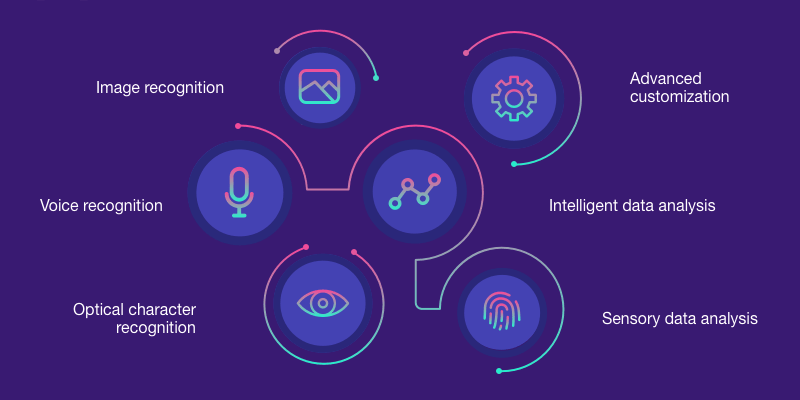 Image recognition
Voice recognition
Optical character
recognition
Advanced
customization
Intelligent data analysis
Sensory data analysis